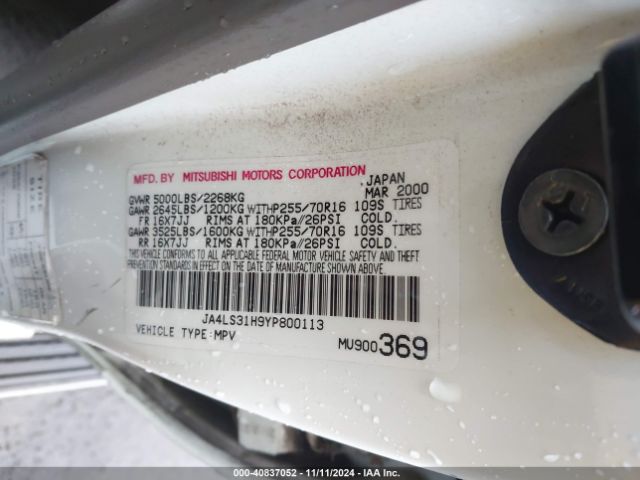 MFD. BY MITSUBISHI MOTORS CORPORATION
JAPAN
GVWR 5000LBS/2268KG MAR 2000
GAWR 2645LBS/1200KG WITHP255/70R16 109S TIRES
FR 16X7JJ RIMS AT 180KPa//26PSI COLD.
GAWR 3525LBS/1600KG WITHP255/70R16 109S TIRES
RR 16X7JJ RIMS AT 180KPa//26PSI COLD.
THIS VEHICLE CONFORMS TO ALL APPLICABLE FEDERAL MOTOR VEHICLE SAFETY AND THEFT
PREVENTION STANDARDS IN EFFECT ON THE DATE OF MANUFACTURE SHOWN ABOVE.
JA4LS31H9YP800113
VEHICLE TYPE:MPV MU900369
000-40837052 - 11/11/2024 - IAA Inc.